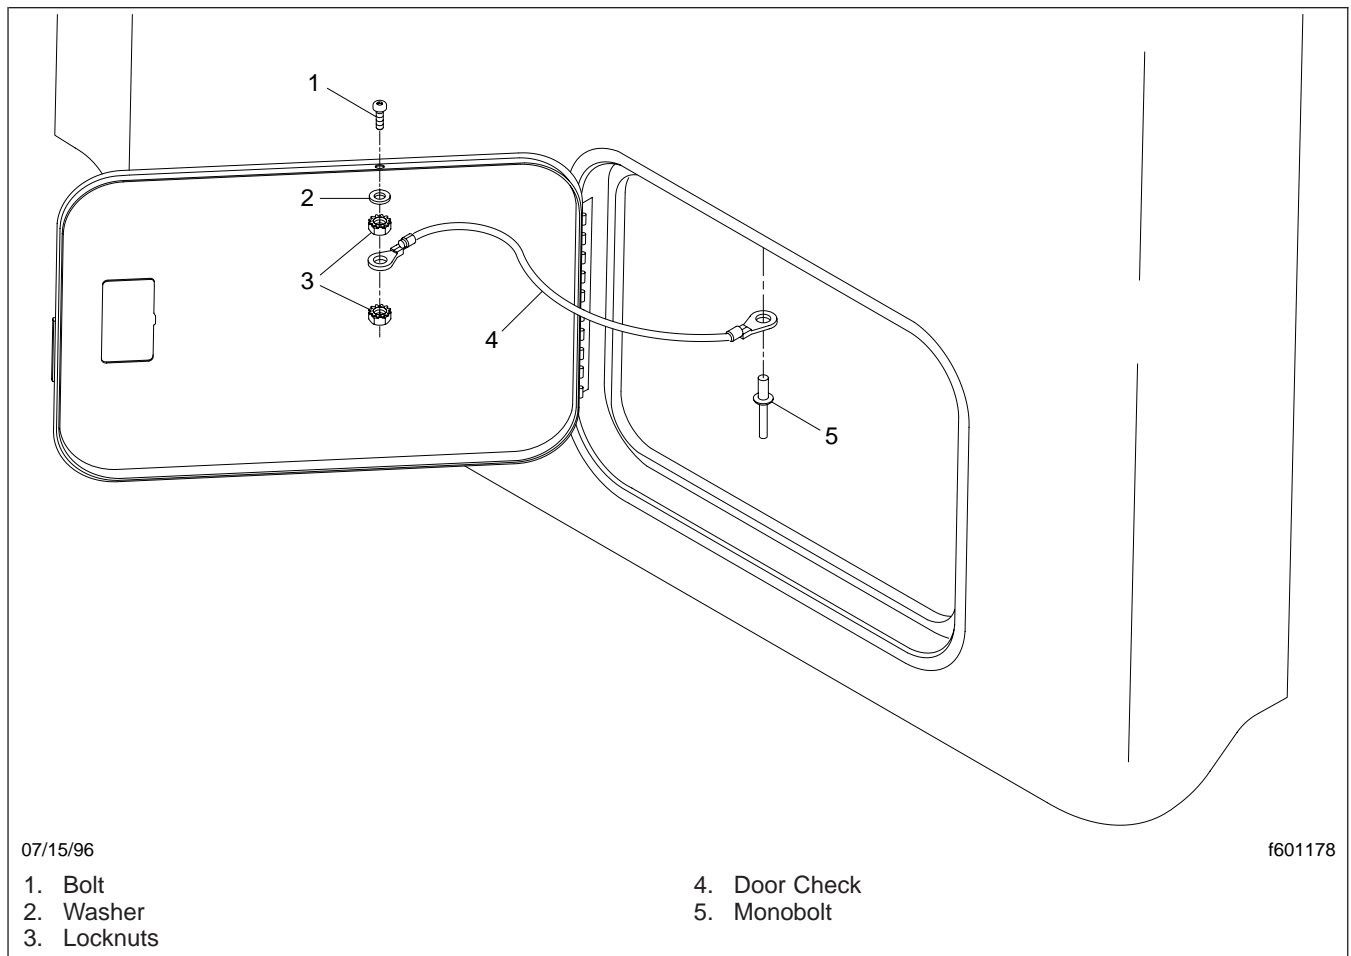 1
2
3
4
5
07/15/96
f601178
1. Bolt
2. Washer
3. Locknuts
4. Door Check
5. Monobolt